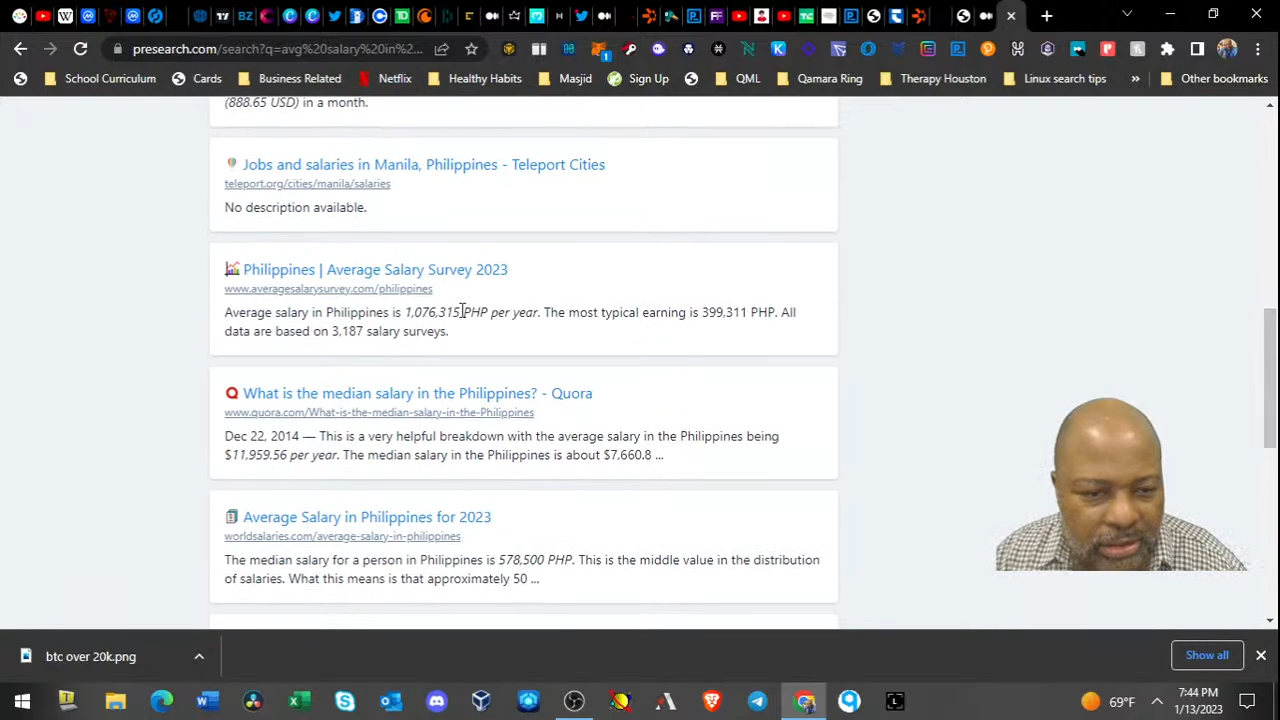 presearch.com/search?q=avg%20salary%20in%2...
School Curriculum
Cards
Business Related
Netflix
Healthy Habits
Masjid
Sign Up
QML
Qamara Ring
Therapy Houston
Linux search tips
»
Other bookmarks
(888.65 USD) in a month.
Jobs and salaries in Manila, Philippines - Teleport Cities
teleport.org/cities/manila/salaries
No description available.
Philippines | Average Salary Survey 2023
www.averagesalarysurvey.com/philippines
Average salary in Philippines is 1,076,315 PHP per year. The most typical earning is 399,311 PHP. All
data are based on 3,187 salary surveys.
What is the median salary in the Philippines? - Quora
www.quora.com/What-is-the-median-salary-in-the-Philippines
Dec 22, 2014 — This is a very helpful breakdown with the average salary in the Philippines being
$11,959.56 per year. The median salary in the Philippines is about $7,660.8 ...
Average Salary in Philippines for 2023
worldsalaries.com/average-salary-in-philippines
The median salary for a person in Philippines is 578,500 PHP. This is the middle value in the distribution
of salaries. What this means is that approximately 50 ...
btc over 20k.png
Show all
69°F
7:44 PM
1/13/2023